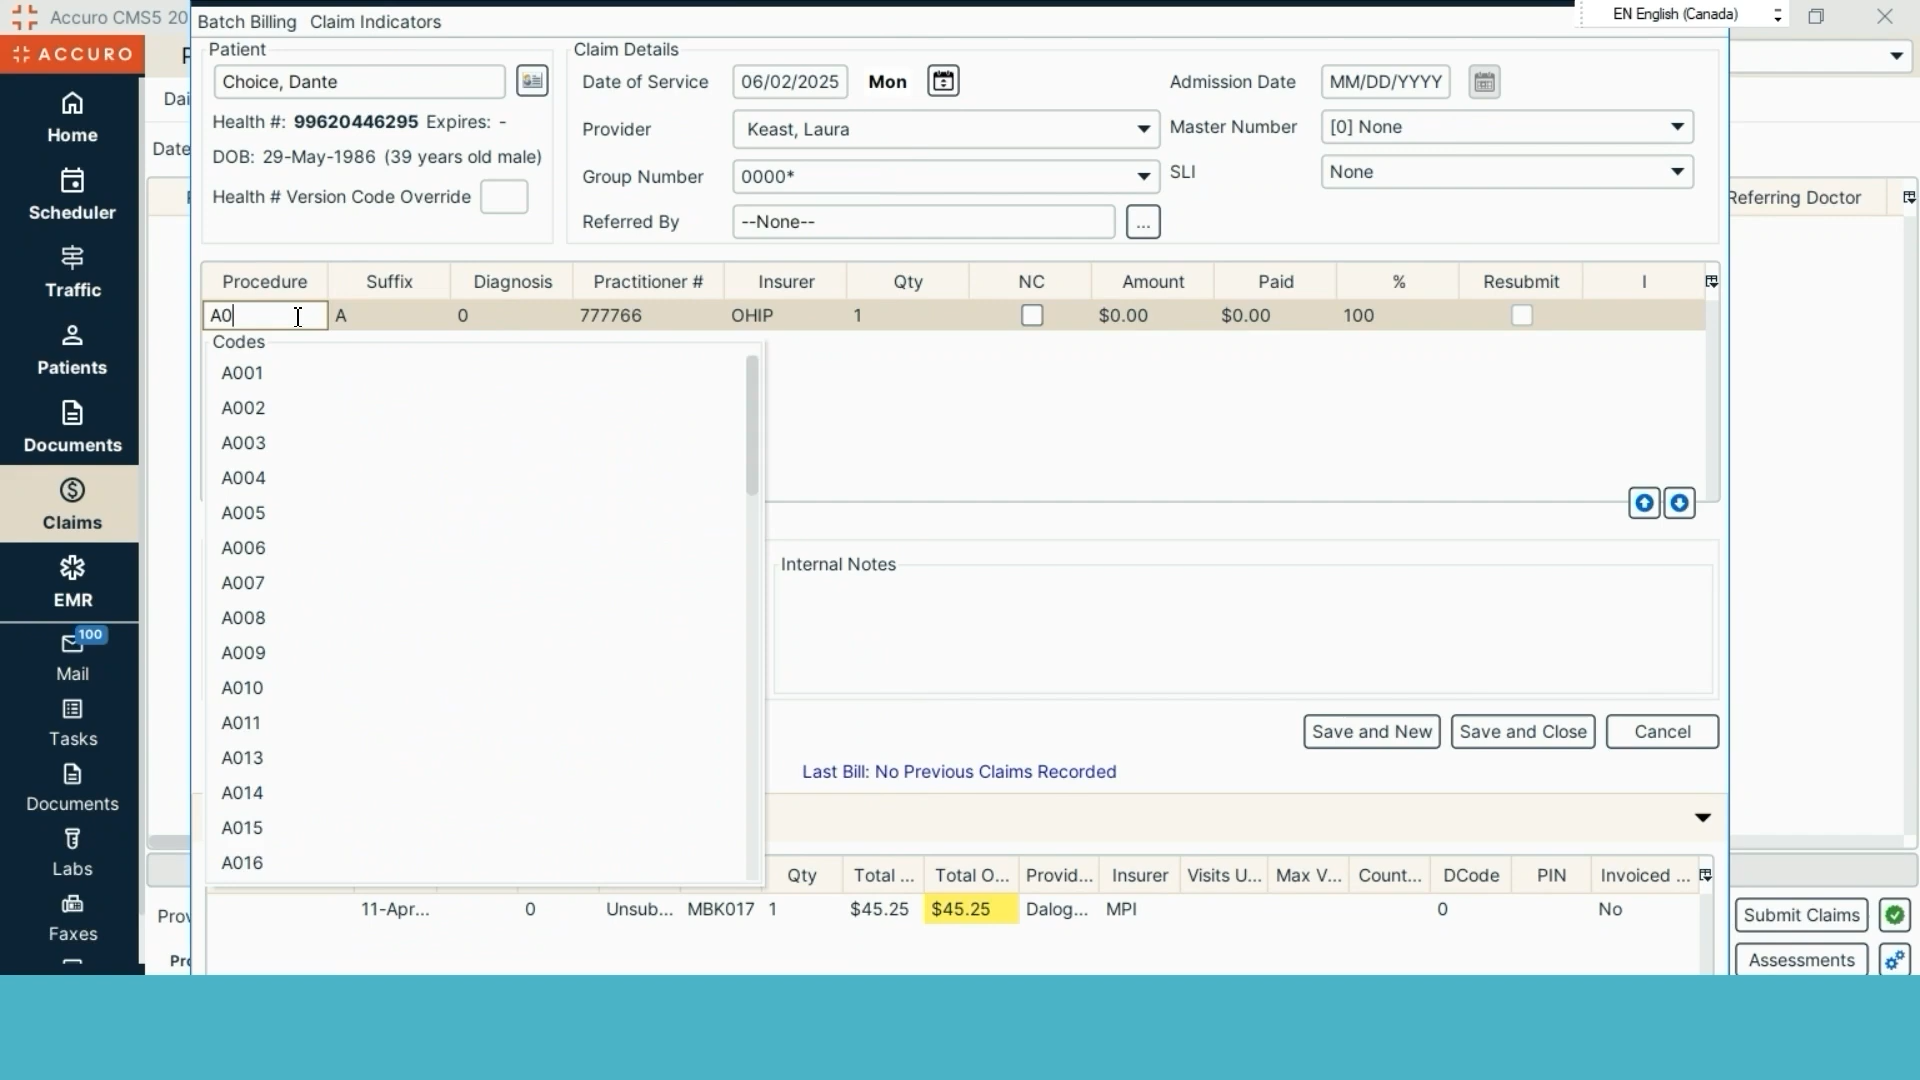 Accuro CMS5 20
EN English (Canada)
ACCURO
Home
Scheduler
Traffic
Patients
Documents
Claims
EMR
100
Mail
Tasks
Documents
Labs
Faxes
Dai
Date
Batch Billing Claim Indicators
Patient
Choice, Dante
Health #: 99620446295 Expires: -
DOB: 29-May-1986 (39 years old male)
Health # Version Code Override
Claim Details
Date of Service 06/02/2025 Mon
Provider Keast, Laura
Group Number 0000*
Referred By --None-- ...
Admission Date MM/DD/YYYY
Master Number [0] None
SLI None
Referring Doctor
Procedure Suffix Diagnosis Practitioner # Insurer Qty NC Amount Paid % Resubmit I
A0 A 0 777766 OHIP 1 $0.00 $0.00 100
Codes
A001
A002
A003
A004
A005
A006
A007
A008
A009
A010
A011
A013
A014
A015
A016
Internal Notes
Save and New Save and Close Cancel
Last Bill: No Previous Claims Recorded
Qty Total ... Total O... Provid... Insurer Visits U... Max V... Count... DCode PIN Invoiced ...
11-Apr... 0 Unsub... MBK017 1 $45.25 $45.25 Dalog... MPI 0 No
Prov
Pro
Submit Claims
Assessments